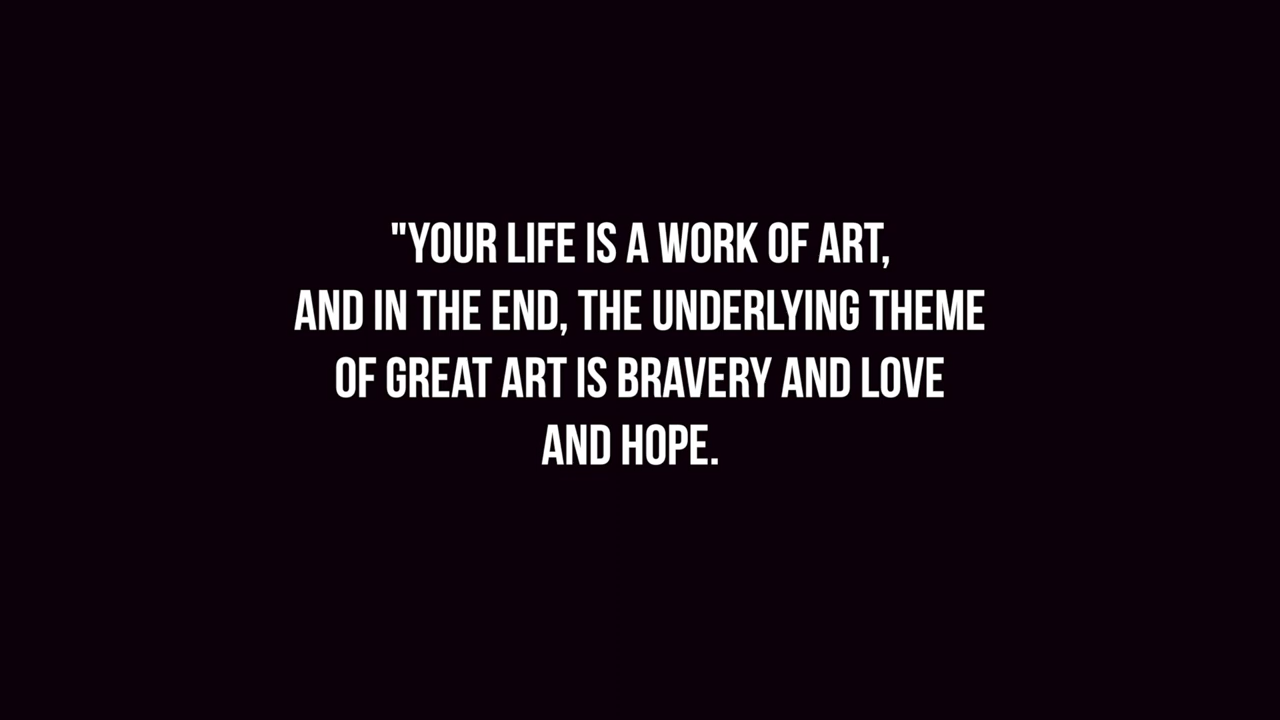 "YOUR LIFE IS A WORK OF ART,
AND IN THE END, THE UNDERLYING THEME
OF GREAT ART IS BRAVERY AND LOVE
AND HOPE.